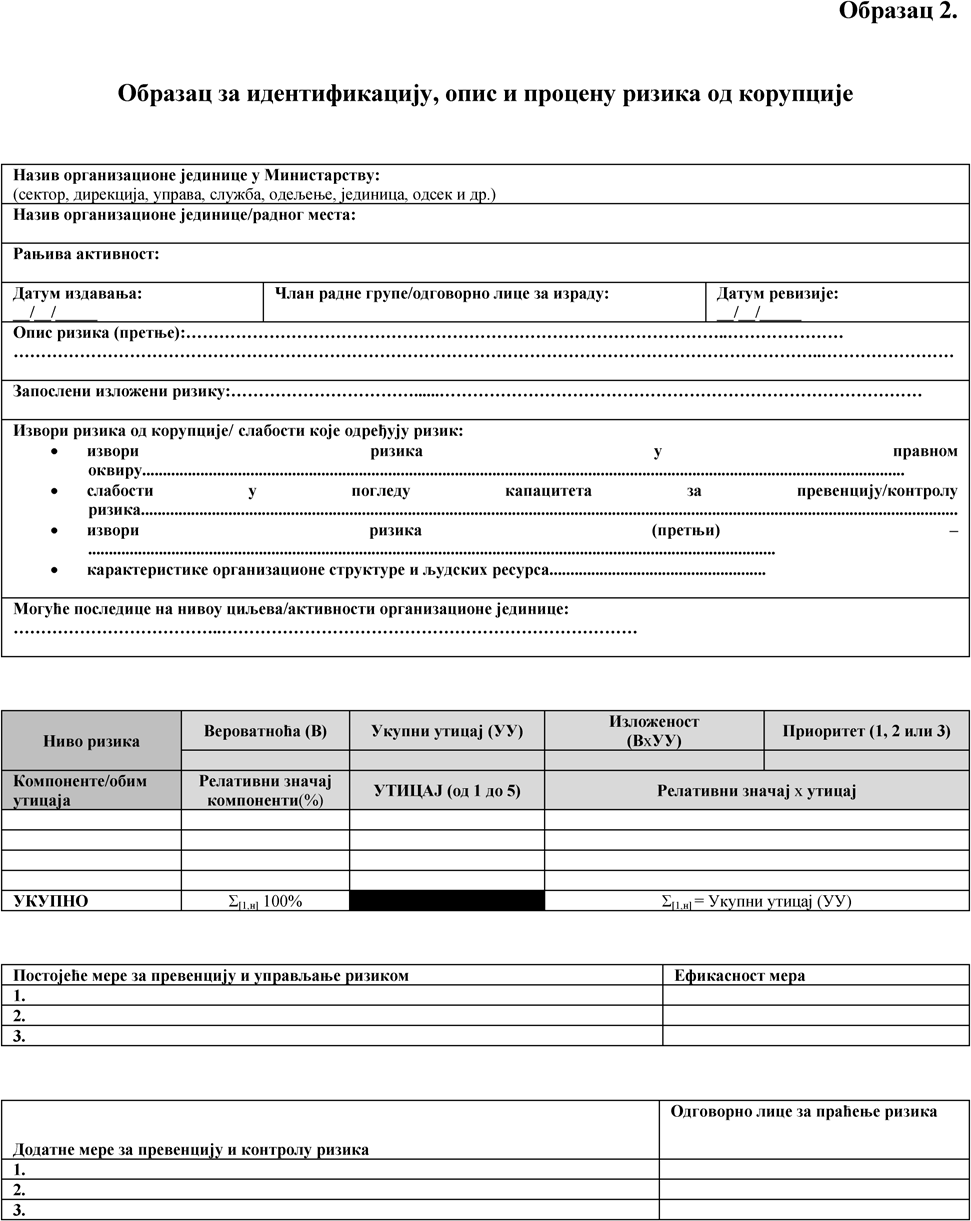 Образац 2.
Образац за идентификацију, опис и процену ризика од корупције
Назив организационе јединице у Министарству:
(сектор, дирекција, управа, служба, одељење, јединица, одсек и др.)
Назив организационе јединице/радног места:
Рањива активност:
Датум издавања: Члан радне групе/одговорно лице за израду: Датум ревизије:
__/__/_____ __/__/_____
Опис ризика (претње):……………………………………………………………………………………..…………………
…………………………………………………………………………………………………………………………………..……………………
Запослени изложени ризику:……………………………......……………………………………………………………………………
Извори ризика од корупције/ слабости које одређују ризик:
• извори ризика у правном
оквиру.......................................................................................................................................................................................
• слабости у погледу капацитета за превенцију/контролу
ризика....................................................................................................................................................................................................
• извори ризика (претњи) –
.....................................................................................................................................................................
• карактеристике организационе структуре и људских ресурса....................................................
Могуће последице на нивоу циљева/активности организационе јединице:
………………………………..…………………………………………………………………
Ниво ризика Вероватноћа (В) Укупни утицај (УУ) Изложеност Приоритет (1, 2 или 3)
(ВxУУ)
Компоненте/обим Релативни значај УТИЦАЈ (од 1 до 5) Релативни значај x утицај
утицаја компоненти(%)
УКУПНО Σ[1,н] 100% Σ[1,н] = Укупни утицај (УУ)
Постојеће мере за превенцију и управљање ризиком Ефикасност мера
1.
2.
3.
Одговорно лице за праћење ризика
Додатне мере за превенцију и контролу ризика
1.
2.
3.